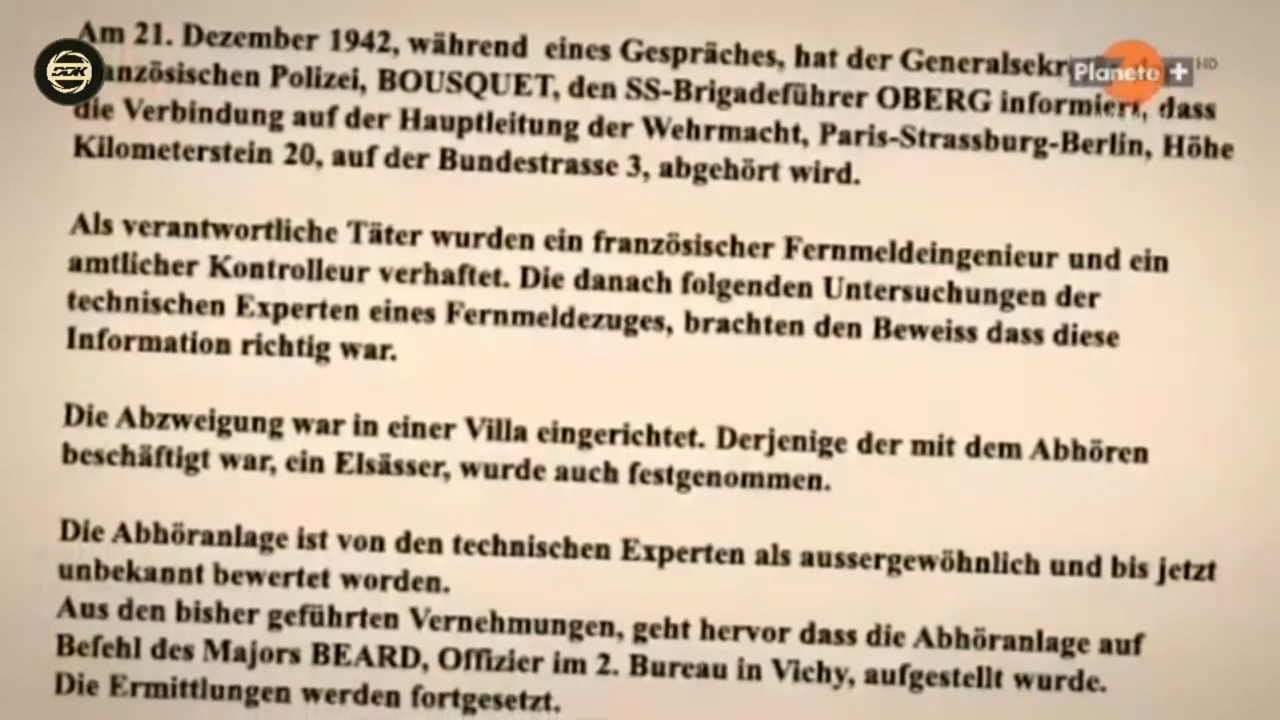 Am 21. Dezember 1942, während eines Gespräches, hat der Generalsekr
anzösischen Polizei, BOUSQUET, den SS-Brigadeführer OBERG informiert, dass
die Verbindung auf der Hauptleitung der Wehrmacht, Paris-Strassburg-Berlin, Höhe
Kilometerstein 20, auf der Bundestrasse 3, abgehört wird.
Als verantwortliche Täter wurden ein französischer Fernmeldeingenieur und ein
amtlicher Kontrolleur verhaftet. Die danach folgenden Untersuchungen der
technischen Experten eines Fernmeldezuges, brachten den Beweiss dass diese
Information richtig war.
Die Abzweigung war in einer Villa eingerichtet. Derjenige der mit dem Abhören
beschäftigt war, ein Elsässer, wurde auch festgenommen.
Die Abhöranlage ist von den technischen Experten als aussergewöhnlich und bis jetzt
unbekannt bewertet worden.
Aus den bisher geführten Vernehmungen, geht hervor dass die Abhöranlage auf
Befehl des Majors BEARD, Offizier im 2. Bureau in Vichy, aufgestellt wurde.
Die Ermittlungen werden fortgesetzt.
Planete +
HD